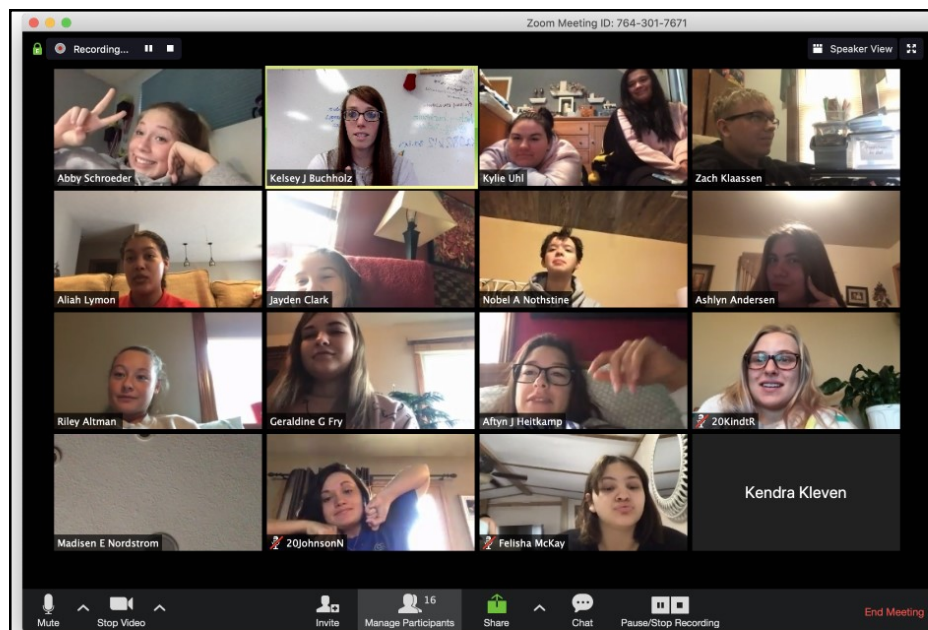 Zoom Meeting ID: 764-301-7671
Recording...
Speaker View
Abby Schroeder
Kelsey J Buchholz
Kylie Uhl
Zach Klaassen
Aliah Lymon
Jayden Clark
Nobel A Nothstine
Ashlyn Andersen
Riley Altman
Geraldine G Fry
Aftyn J Heitkamp
20KindtR
Madisen E Nordstrom
20JohnsonN
Felisha McKay
Kendra Kleven
16
Mute
Stop Video
Invite
Manage Participants
Share
Chat
Pause/Stop Recording
End Meeting